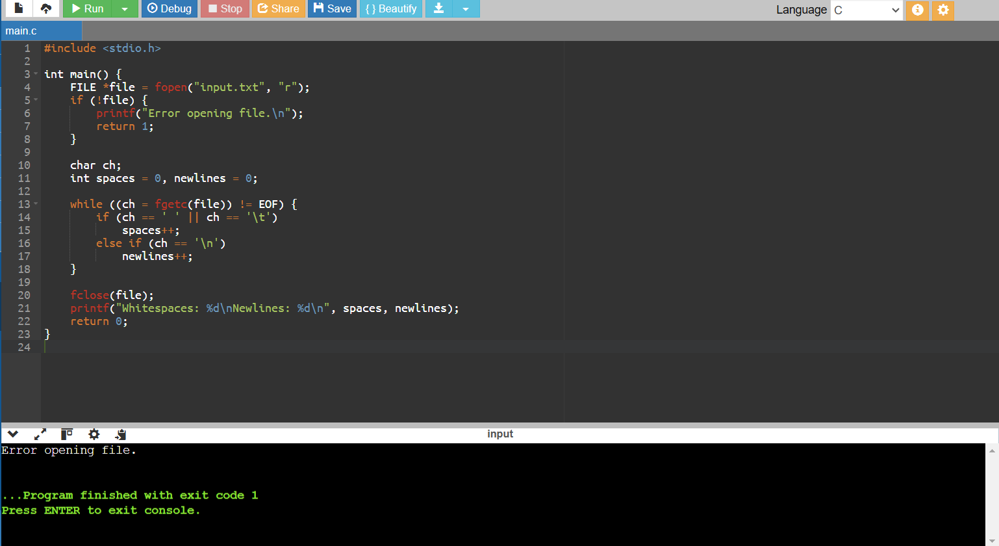 Run Debug Stop Share Save { } Beautify Language C
main.c
1 #include <stdio.h>
2
3 int main() {
4     FILE *file = fopen("input.txt", "r");
5     if (!file) {
6         printf("Error opening file.\n");
7         return 1;
8     }
9
10     char ch;
11     int spaces = 0, newlines = 0;
12
13     while ((ch = fgetc(file)) != EOF) {
14         if (ch == ' ' || ch == '\t')
15             spaces++;
16         else if (ch == '\n')
17             newlines++;
18     }
19
20     fclose(file);
21     printf("Whitespaces: %d\nNewlines: %d\n", spaces, newlines);
22     return 0;
23 }
24
input
Error opening file.
...Program finished with exit code 1
Press ENTER to exit console.